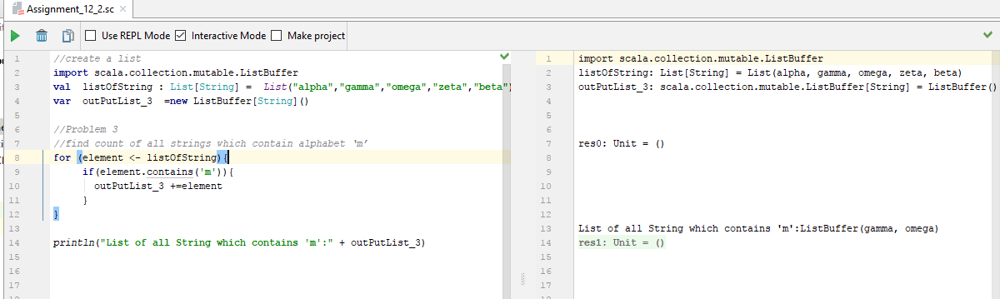 Assignment_12_2.sc
Use REPL Mode Interactive Mode Make project
1 //create a list
2 import scala.collection.mutable.ListBuffer
3 val listOfString : List[String] = List("alpha","gamma","omega","zeta","beta")
4 var outPutList_3 =new ListBuffer[String]()
5
6 //Problem 3
7 //find count of all strings which contain alphabet ‘m’
8 for (element <- listOfString){
9 if(element.contains('m')){
10 outPutList_3 +=element
11 }
12 }
13
14 println("List of all String which contains 'm':" + outPutList_3)
15
16
17
1 import scala.collection.mutable.ListBuffer
2 listOfString: List[String] = List(alpha, gamma, omega, zeta, beta)
3 outPutList_3: scala.collection.mutable.ListBuffer[String] = ListBuffer()
4
5
6
7 res0: Unit = ()
8
9
10
11
12
13 List of all String which contains 'm':ListBuffer(gamma, omega)
14 res1: Unit = ()
15
16
17